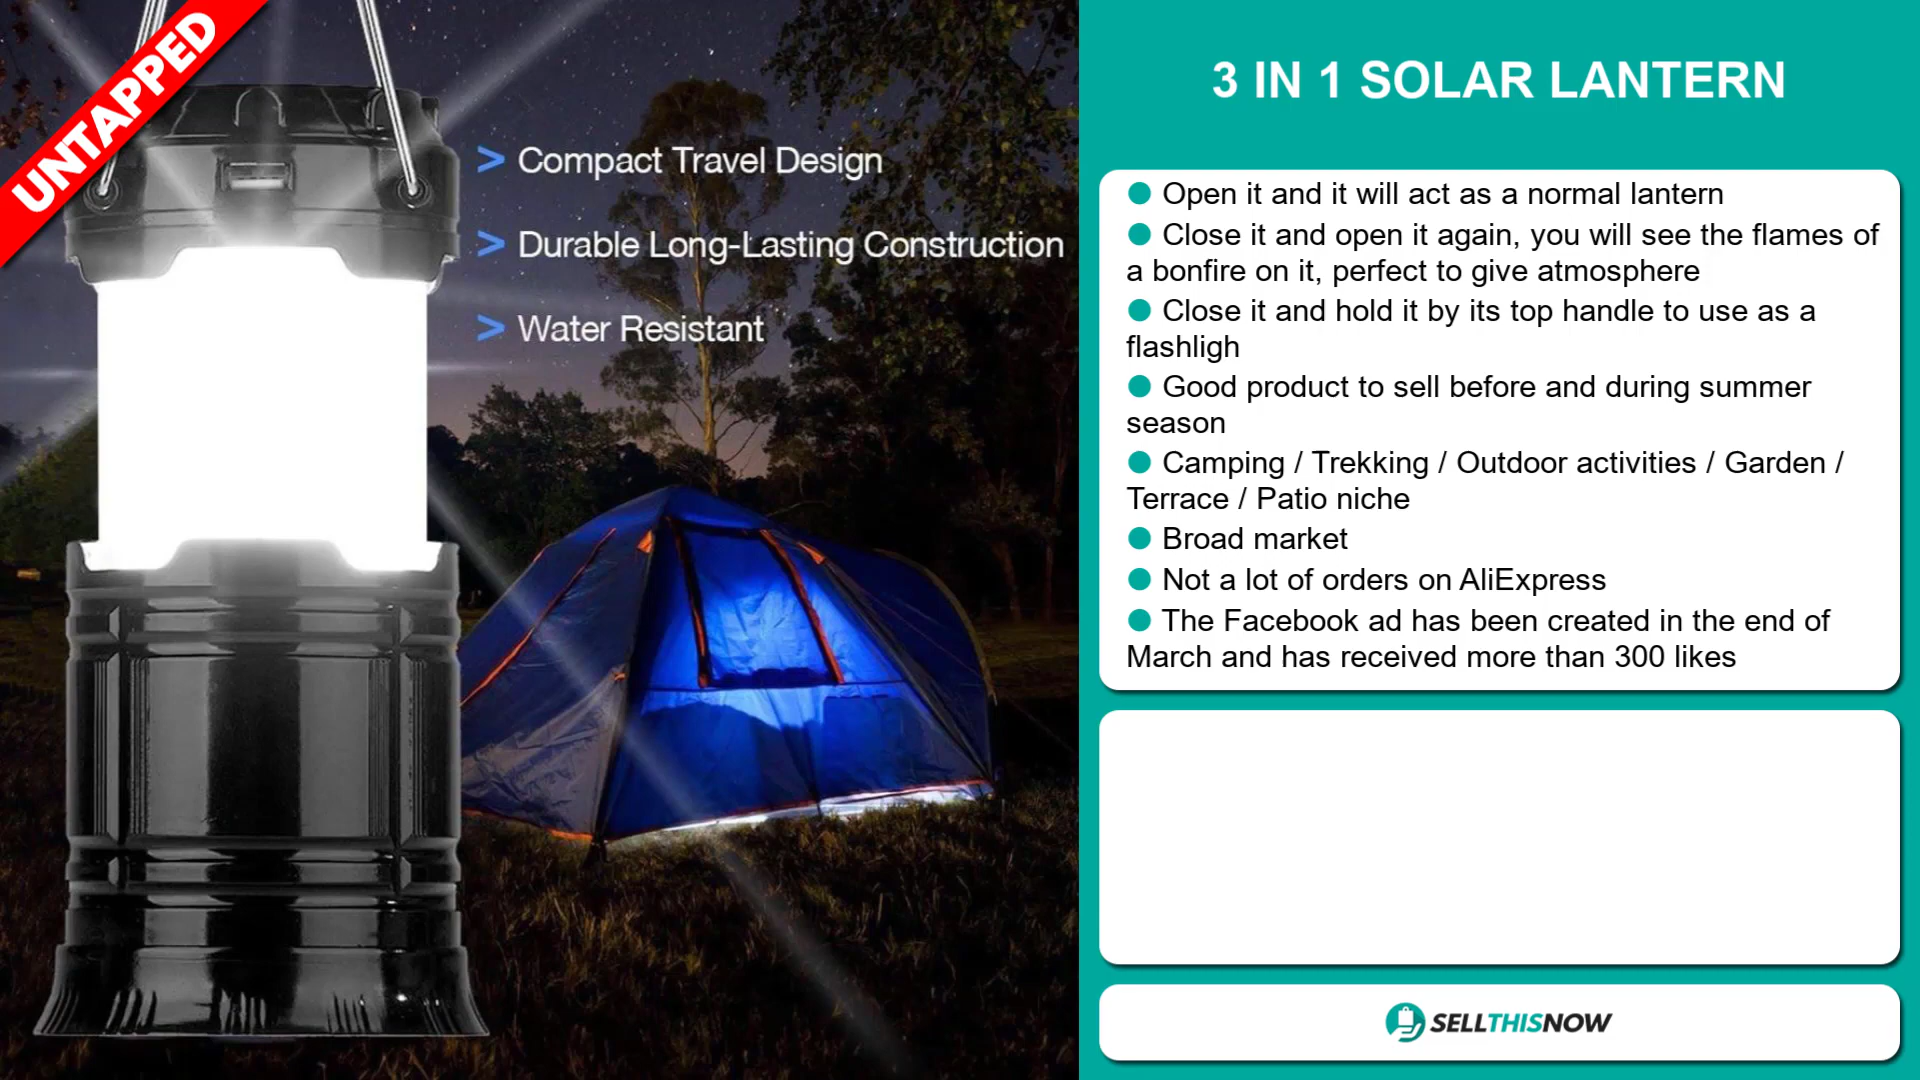 UNTAPPED
> Compact Travel Design
> Durable Long-Lasting Construction
> Water Resistant
3 IN 1 SOLAR LANTERN
● Open it and it will act as a normal lantern
● Close it and open it again, you will see the flames of
a bonfire on it, perfect to give atmosphere
● Close it and hold it by its top handle to use as a
flashligh
● Good product to sell before and during summer
season
● Camping / Trekking / Outdoor activities / Garden /
Terrace / Patio niche
● Broad market
● Not a lot of orders on AliExpress
● The Facebook ad has been created in the end of
March and has received more than 300 likes
SELLTHISNOW